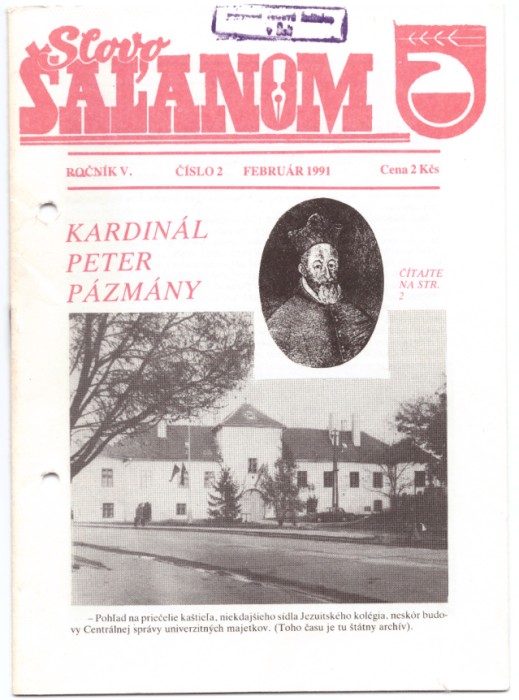 Slovo
ŠAĽANOM
ROČNÍK V. ČÍSLO 2 FEBRUÁR 1991 Cena 2 Kčs
KARDINÁL
PETER
PÁZMÁNY
ČÍTAJTE
NA STR.
2
– Pohľad na priečelie kaštieľa, niekdajšieho sídla Jezuitského kolégia, neskôr budo-
vy Centrálnej správy univerzitných majetkov. (Toho času je tu štátny archív).